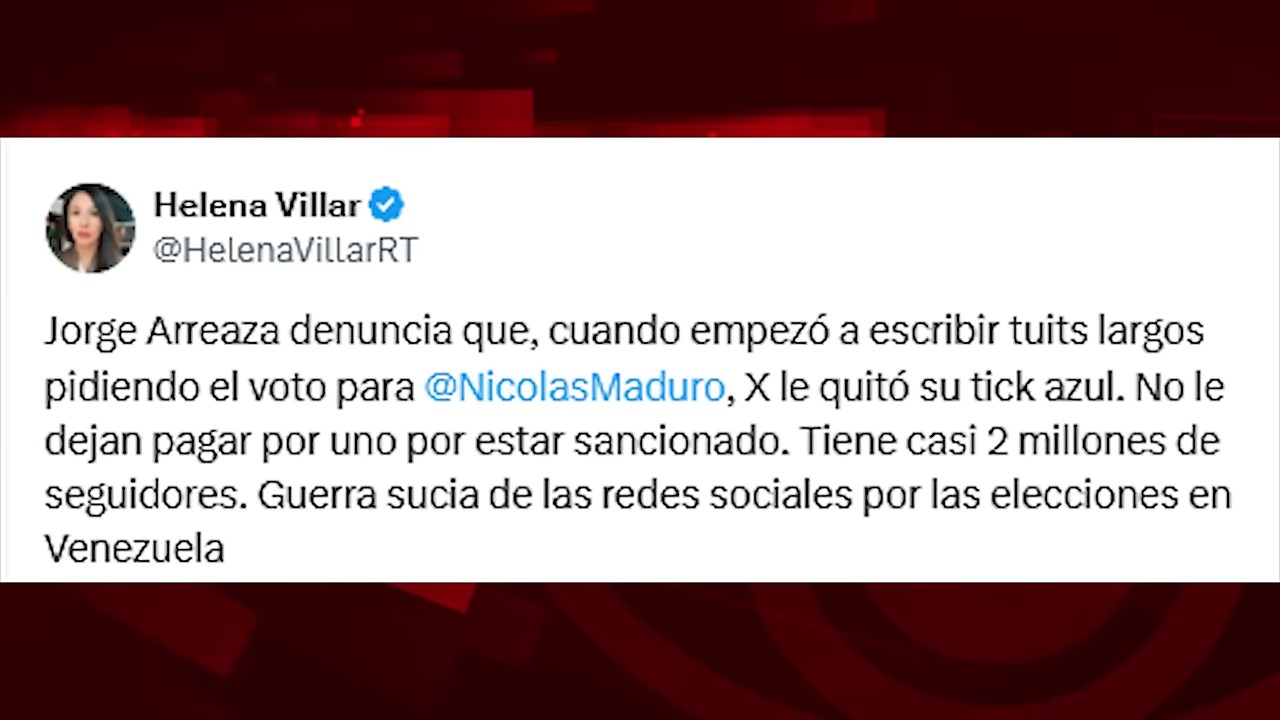 Helena Villar
@HelenaVillarRT
Jorge Arreaza denuncia que, cuando empezó a escribir tuits largos
pidiendo el voto para @NicolasMaduro, X le quitó su tick azul. No le
dejan pagar por uno por estar sancionado. Tiene casi 2 millones de
seguidores. Guerra sucia de las redes sociales por las elecciones en
Venezuela